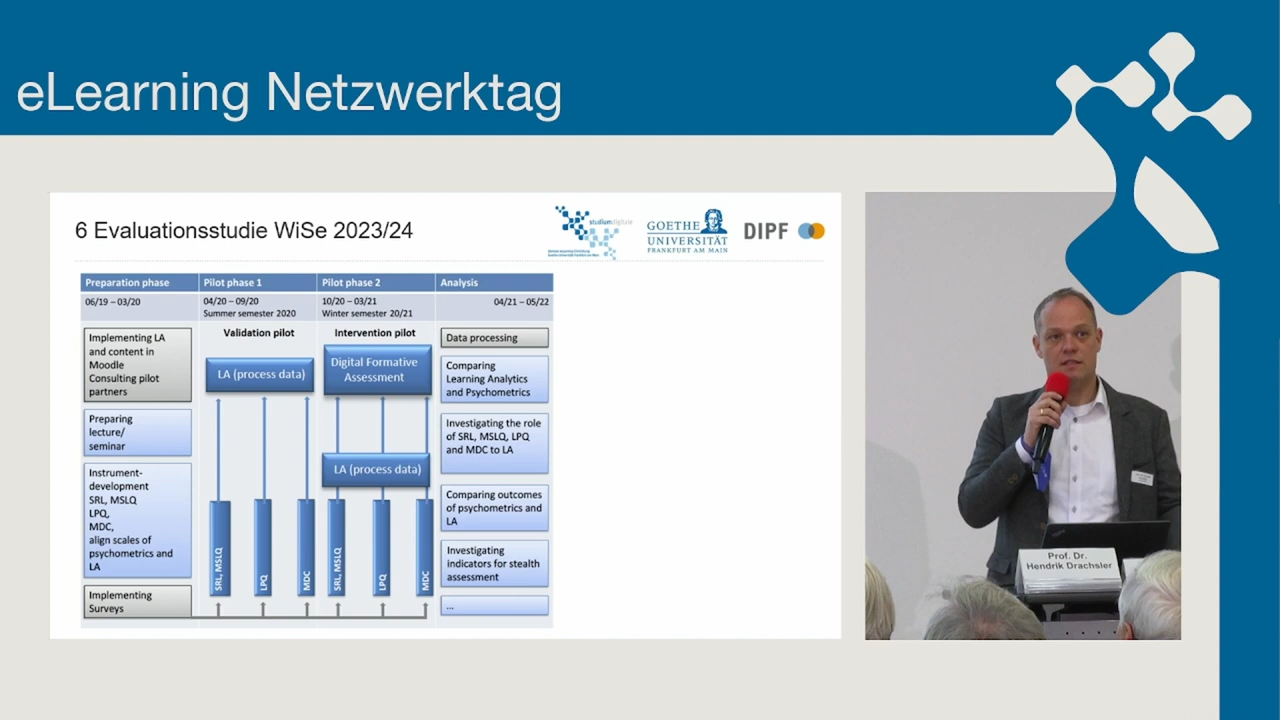 eLearning Netzwerktag
6 Evaluationsstudie WiSe 2023/24
studiumdigitale
GOETHE
UNIVERSITÄT
FRANKFURT AM MAIN
DIPF
Preparation phase
Pilot phase 1
Pilot phase 2
Analysis
06/19 – 03/20
04/20 – 09/20
Summer semester 2020
10/20 – 03/21
Winter semester 20/21
04/21 – 05/22
Implementing LA
and content in
Moodle
Consulting pilot
partners
Preparing
lecture/
seminar
Instrument-
development
SRL, MSLQ
LPQ,
MDC,
align scales of
psychometrics and
LA
Implementing
Surveys
Validation pilot
LA (process data)
SRL, MSLQ
LPQ
MDC
Intervention pilot
Digital Formative
Assessment
LA (process data)
SRL, MSLQ
LPQ
MDC
Data processing
Comparing
Learning Analytics
and Psychometrics
Investigating the role
of SRL, MSLQ, LPQ
and MDC to LA
Comparing outcomes
of psychometrics and
LA
Investigating
indicators for stealth
assessment
...
Prof. Dr.
Hendrik Drachsler